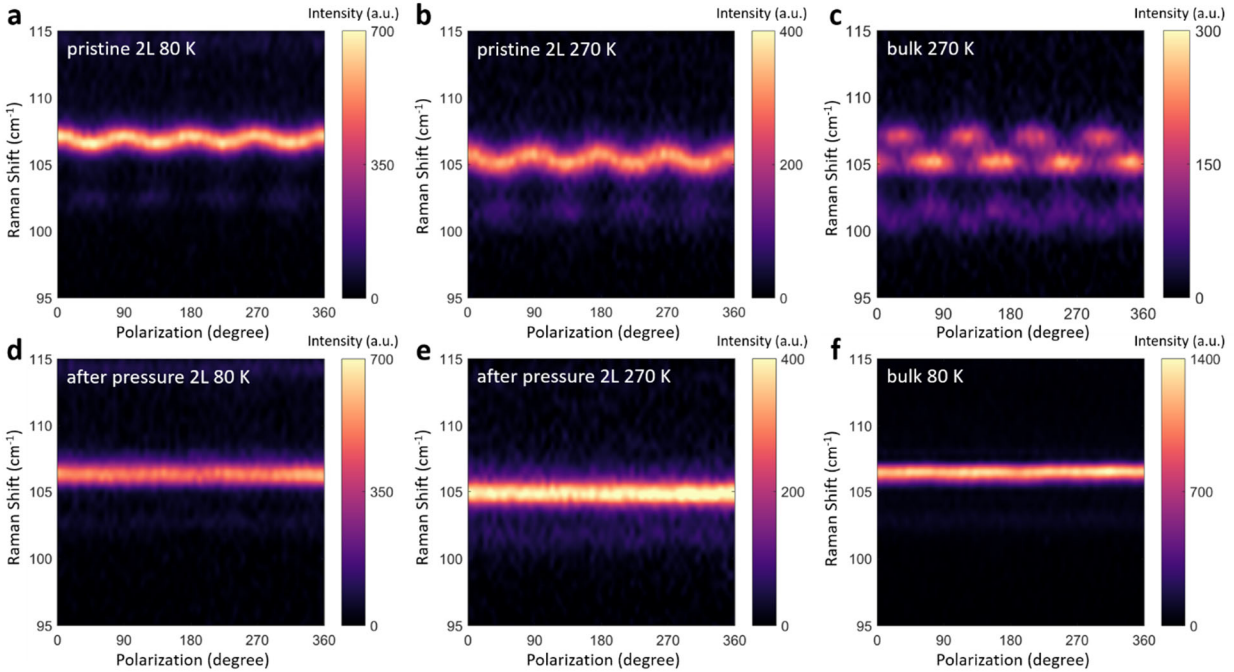 a
Intensity (a.u.)
pristine 2L 80 K
115
110
105
100
95
Raman Shift (cm⁻¹)
0
90
180
270
360
Polarization (degree)
700
350
0
b
Intensity (a.u.)
pristine 2L 270 K
115
110
105
100
95
Raman Shift (cm⁻¹)
0
90
180
270
360
Polarization (degree)
400
200
0
c
Intensity (a.u.)
bulk 270 K
115
110
105
100
95
Raman Shift (cm⁻¹)
0
90
180
270
360
Polarization (degree)
300
150
0
d
Intensity (a.u.)
after pressure 2L 80 K
115
110
105
100
95
Raman Shift (cm⁻¹)
0
90
180
270
360
Polarization (degree)
700
350
0
e
Intensity (a.u.)
after pressure 2L 270 K
115
110
105
100
95
Raman Shift (cm⁻¹)
0
90
180
270
360
Polarization (degree)
400
200
0
f
Intensity (a.u.)
bulk 80 K
115
110
105
100
95
Raman Shift (cm⁻¹)
0
90
180
270
360
Polarization (degree)
1400
700
0